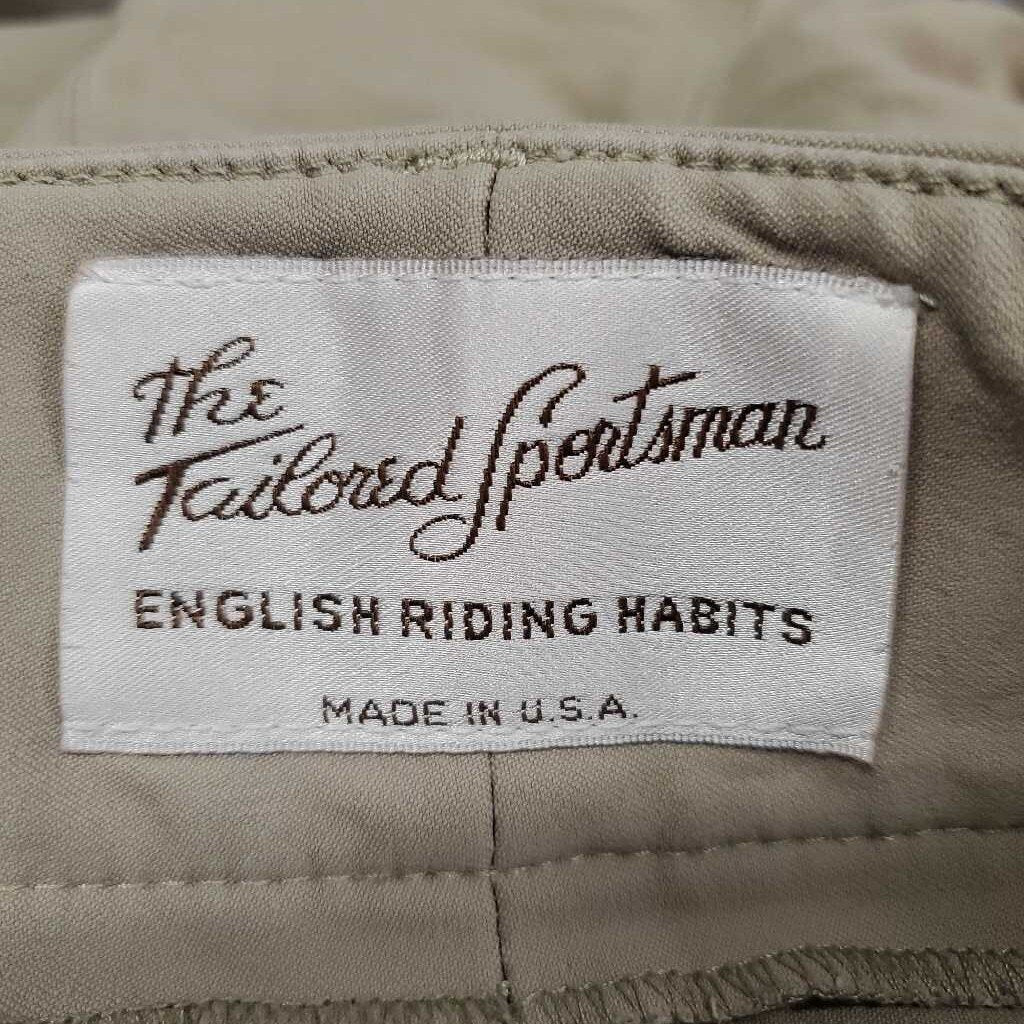 The
Tailored Sportsman
ENGLISH RIDING HABITS
MADE IN U.S.A.